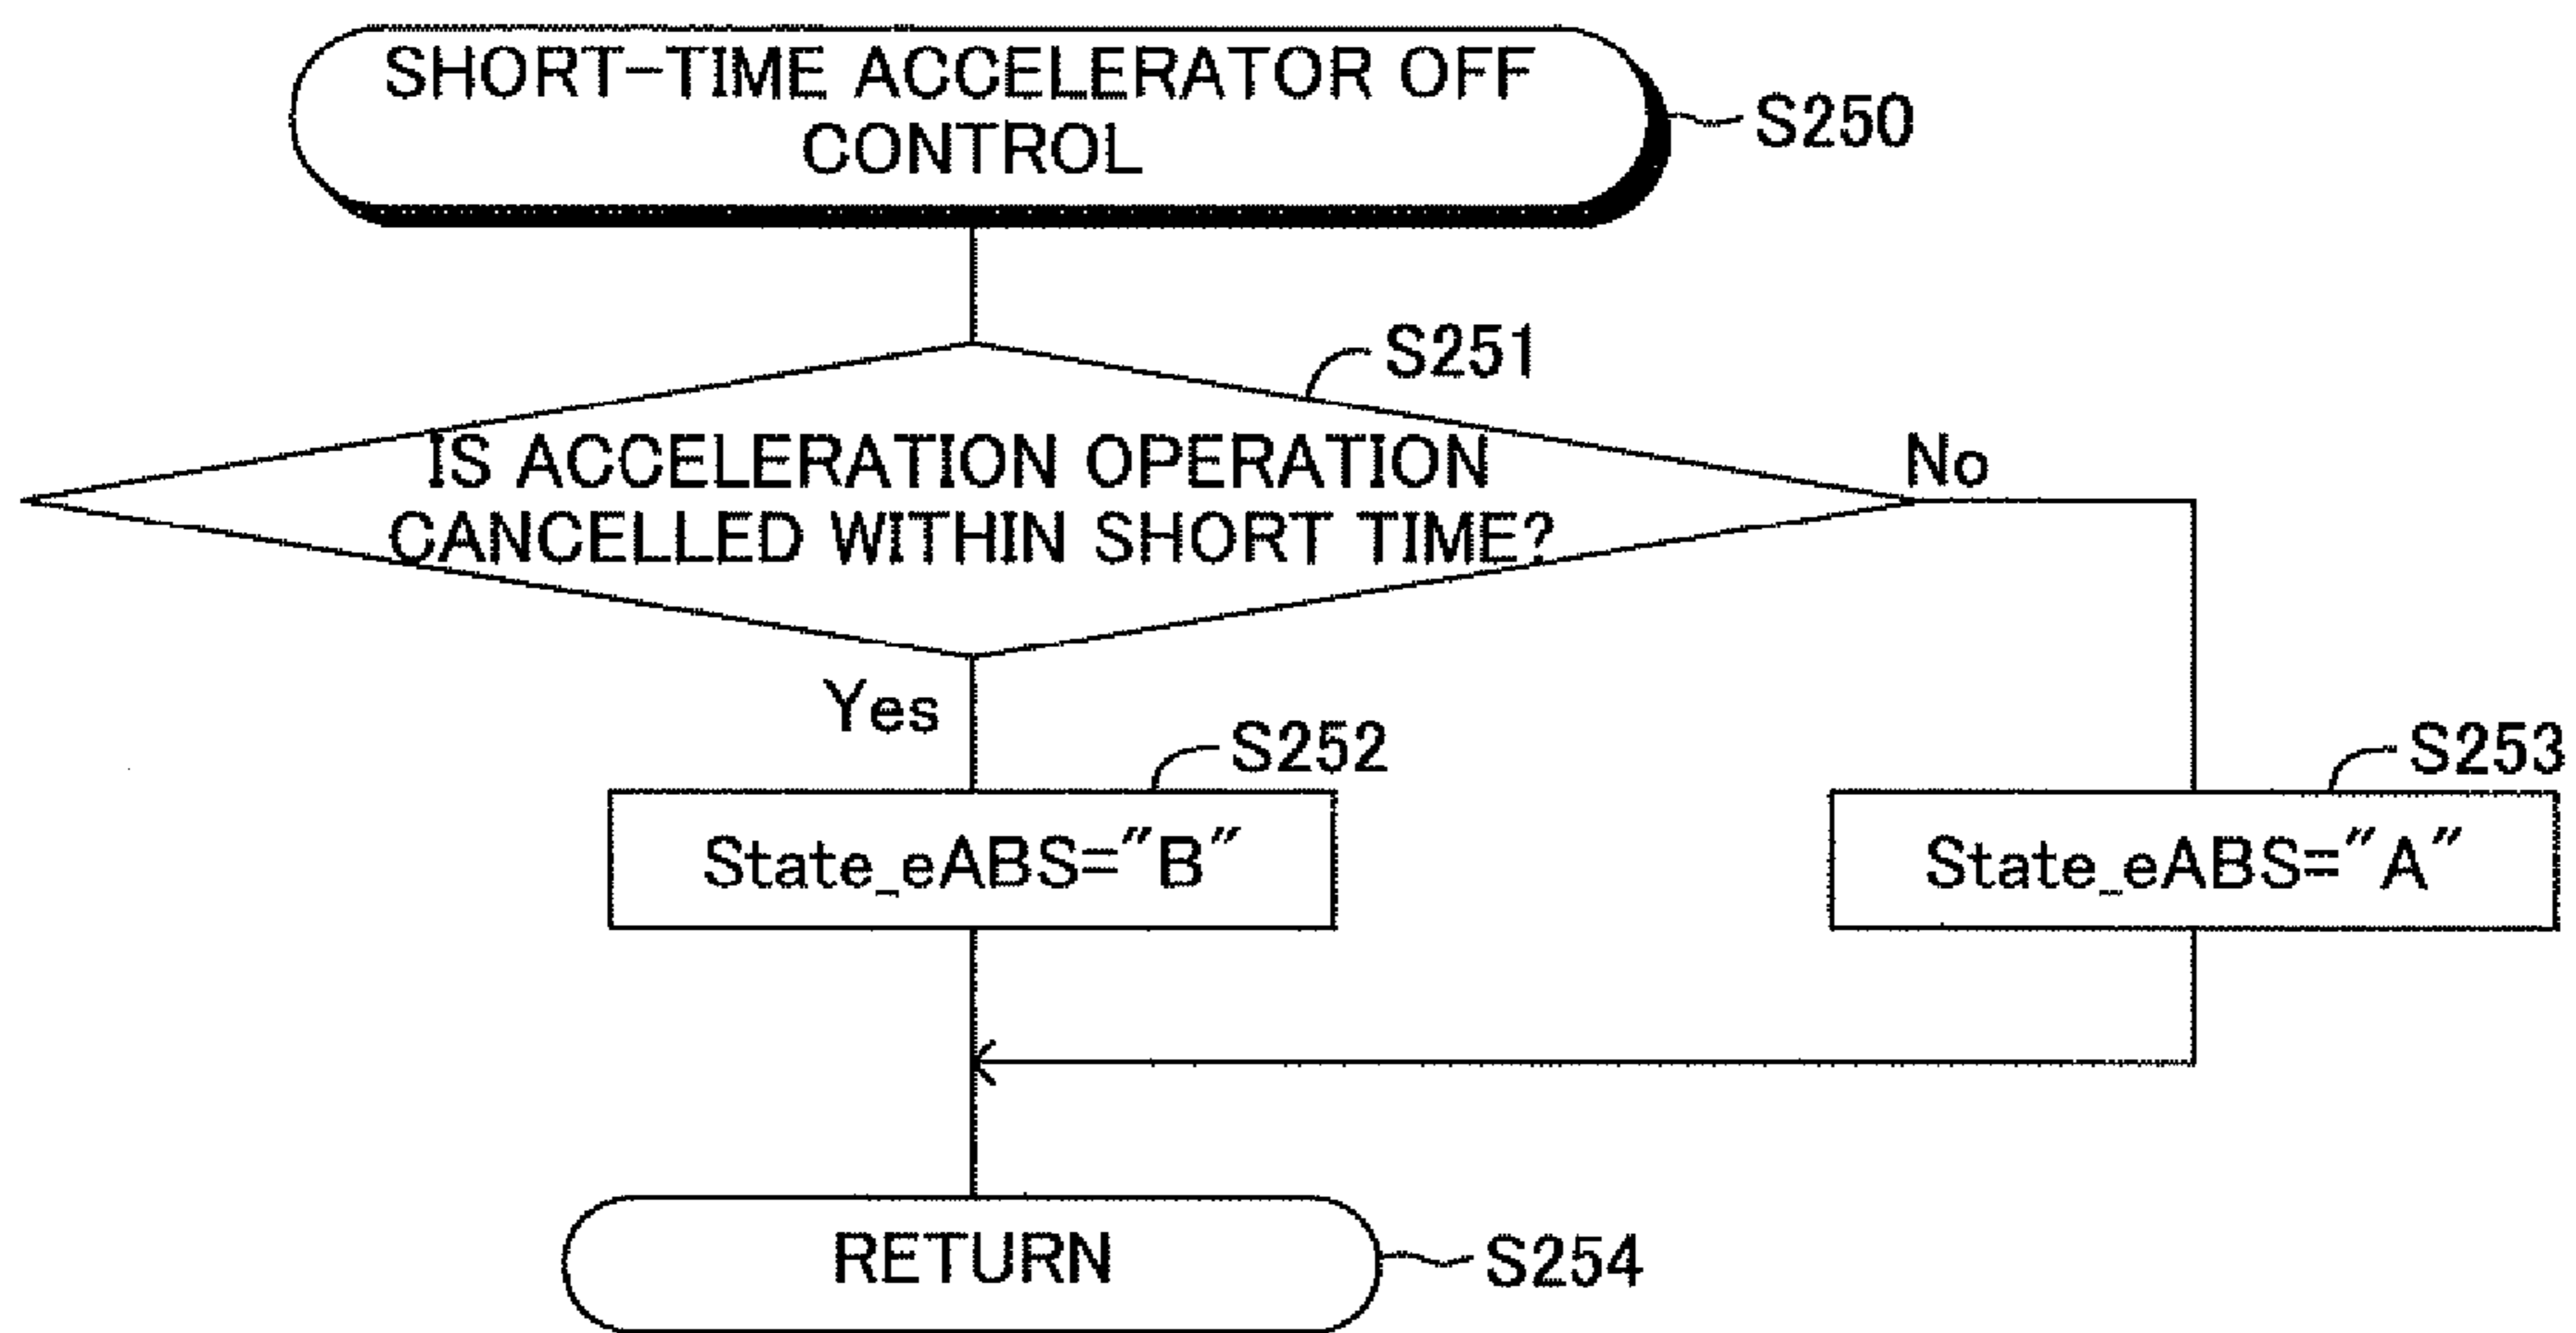 SHORT-TIME ACCELERATOR OFF
CONTROL
S250
S251
IS ACCELERATION OPERATION
CANCELLED WITHIN SHORT TIME?
No
Yes
S252
S253
State_eABS="B"
State_eABS="A"
RETURN
S254